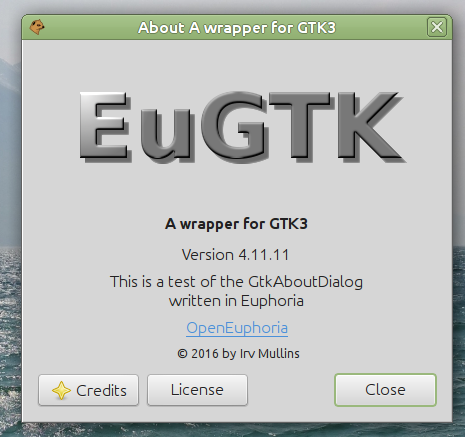 About A wrapper for GTK3
EuGTK
A wrapper for GTK3
Version 4.11.11
This is a test of the GtkAboutDialog
written in Euphoria
OpenEuphoria
© 2016 by Irv Mullins
Credits License Close